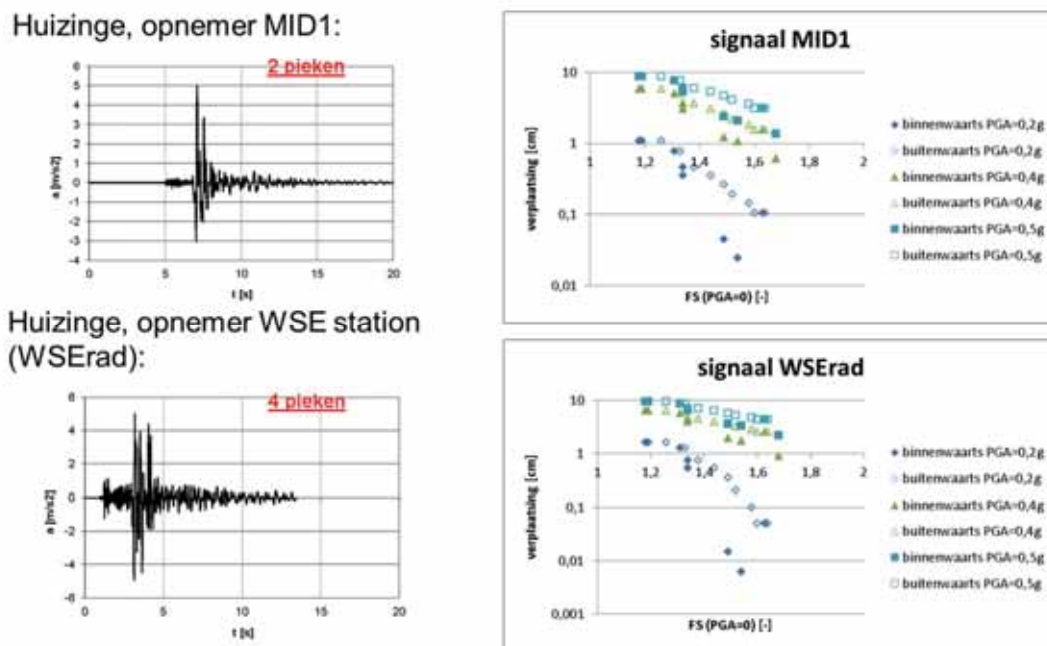 Huizinge, opnemer MID1:
2 pieken
a [m/s2]
6
5
4
3
2
1
0
-1
-2
-3
-4
0 5 10 15 20
t [s]
signaal MID1
verplaatsing [cm]
10
1
0,1
0,01
1 1,2 1,4 1,6 1,8
FS (PGA=0) [-]
binnenwaarts PGA=0,2g
buitenwaarts PGA=0,2g
binnenwaarts PGA=0,4g
buitenwaarts PGA=0,4g
binnenwaarts PGA=0,5g
buitenwaarts PGA=0,5g
Huizinge, opnemer WSE station
(WSErad):
4 pieken
a [m/s2]
6
4
2
0
-2
-4
-6
0 5 10 15 20
t [s]
signaal WSErad
verplaatsing [cm]
10
1
0,1
0,01
0,001
1 1,2 1,4 1,6 1,8
FS (PGA=0) [-]
binnenwaarts PGA=0,2g
buitenwaarts PGA=0,2g
binnenwaarts PGA=0,4g
buitenwaarts PGA=0,4g
binnenwaarts PGA=0,5g
buitenwaarts PGA=0,5g